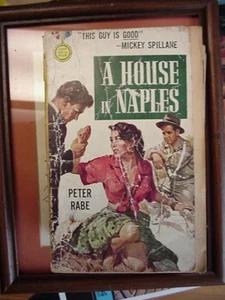 "THIS GUY IS GOOD"
—MICKEY SPILLANE
A HOUSE
IN NAPLES
PETER
RABE